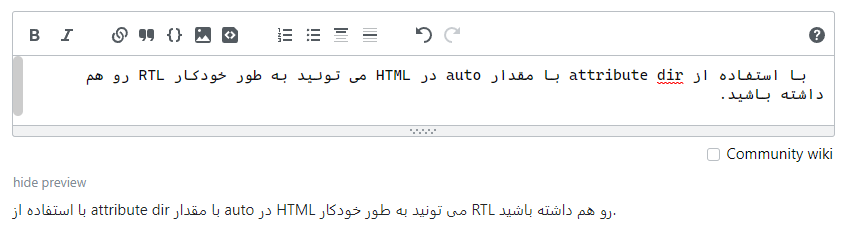 با استفاده از attribute dir با مقدار auto در HTML می تونید به طور خودکار RTL رو هم
داشته باشید.
Community wiki
hide preview
با استفاده از attribute dir با مقدار auto در HTML می تونید به طور خودکار RTL رو هم داشته باشید.